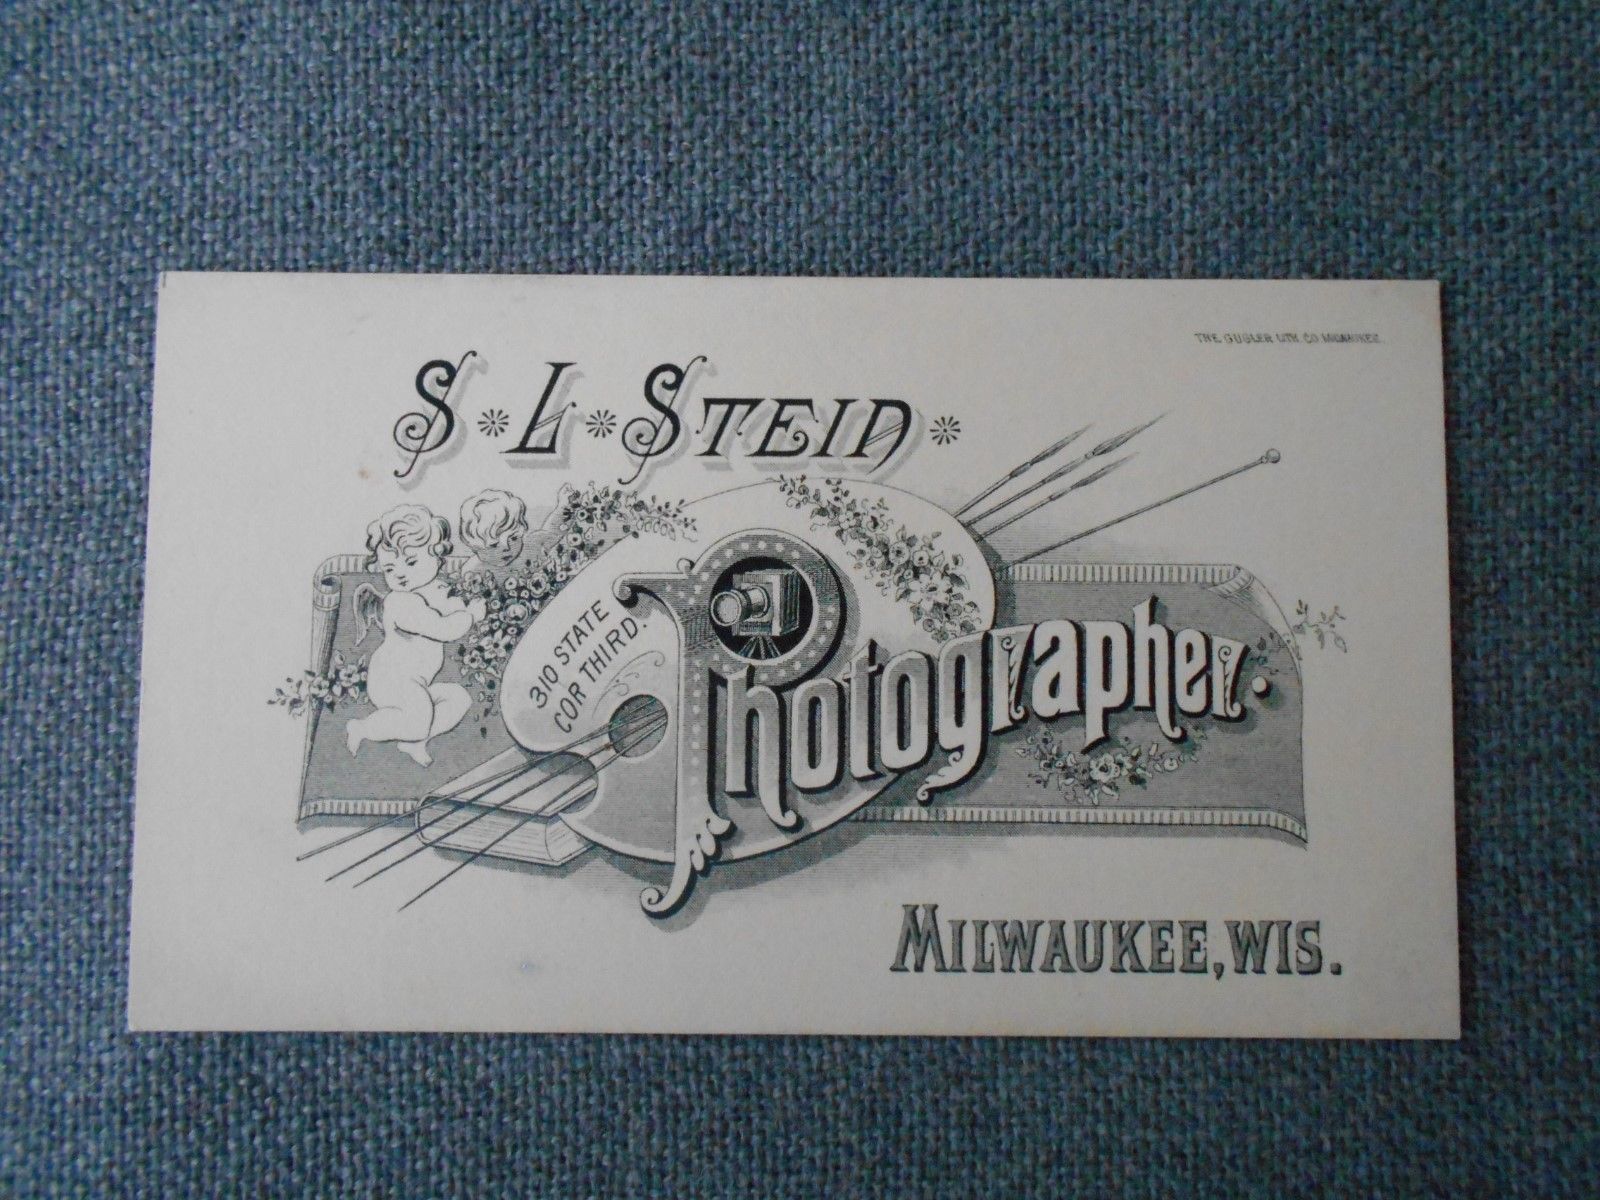 THE GUGLER LITH CO MILWAUKEE.
S · L · STEIN ·
310 STATE
COR THIRD.
Photographer.
MILWAUKEE, WIS.